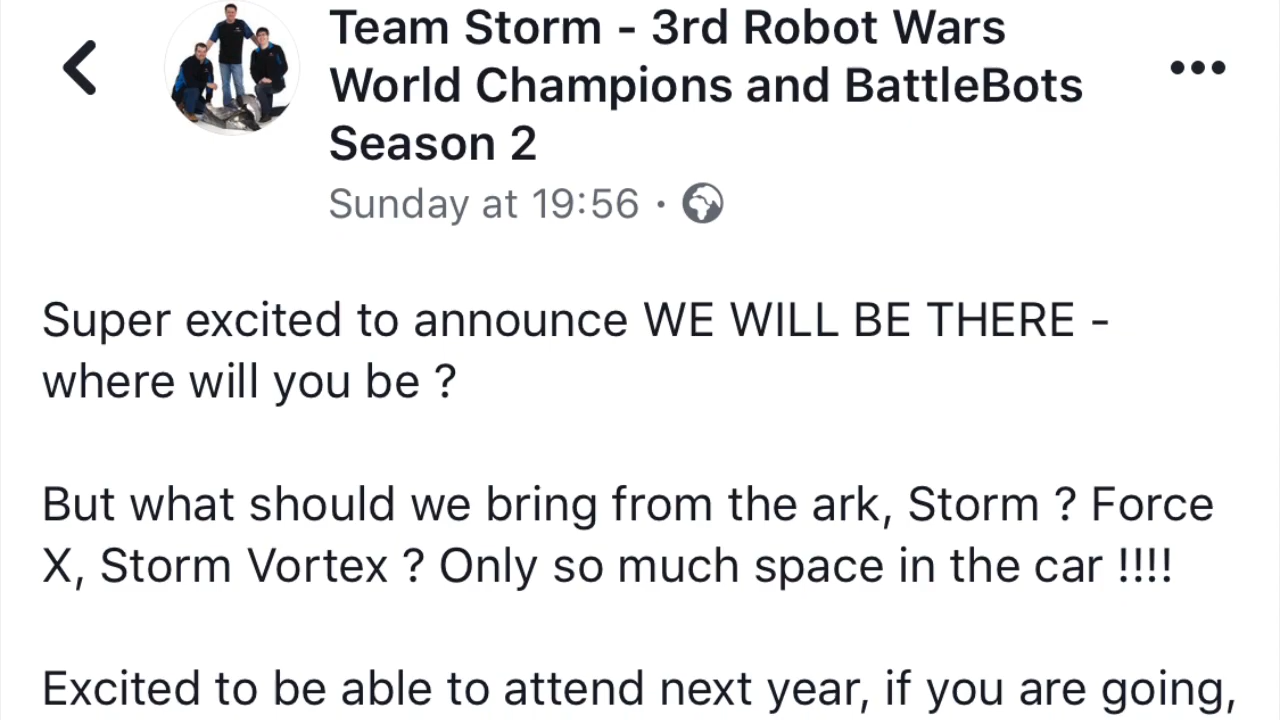 Team Storm - 3rd Robot Wars
World Champions and BattleBots
Season 2
Sunday at 19:56 ·
Super excited to announce WE WILL BE THERE -
where will you be ?
But what should we bring from the ark, Storm ? Force
X, Storm Vortex ? Only so much space in the car !!!!
Excited to be able to attend next year, if you are going,